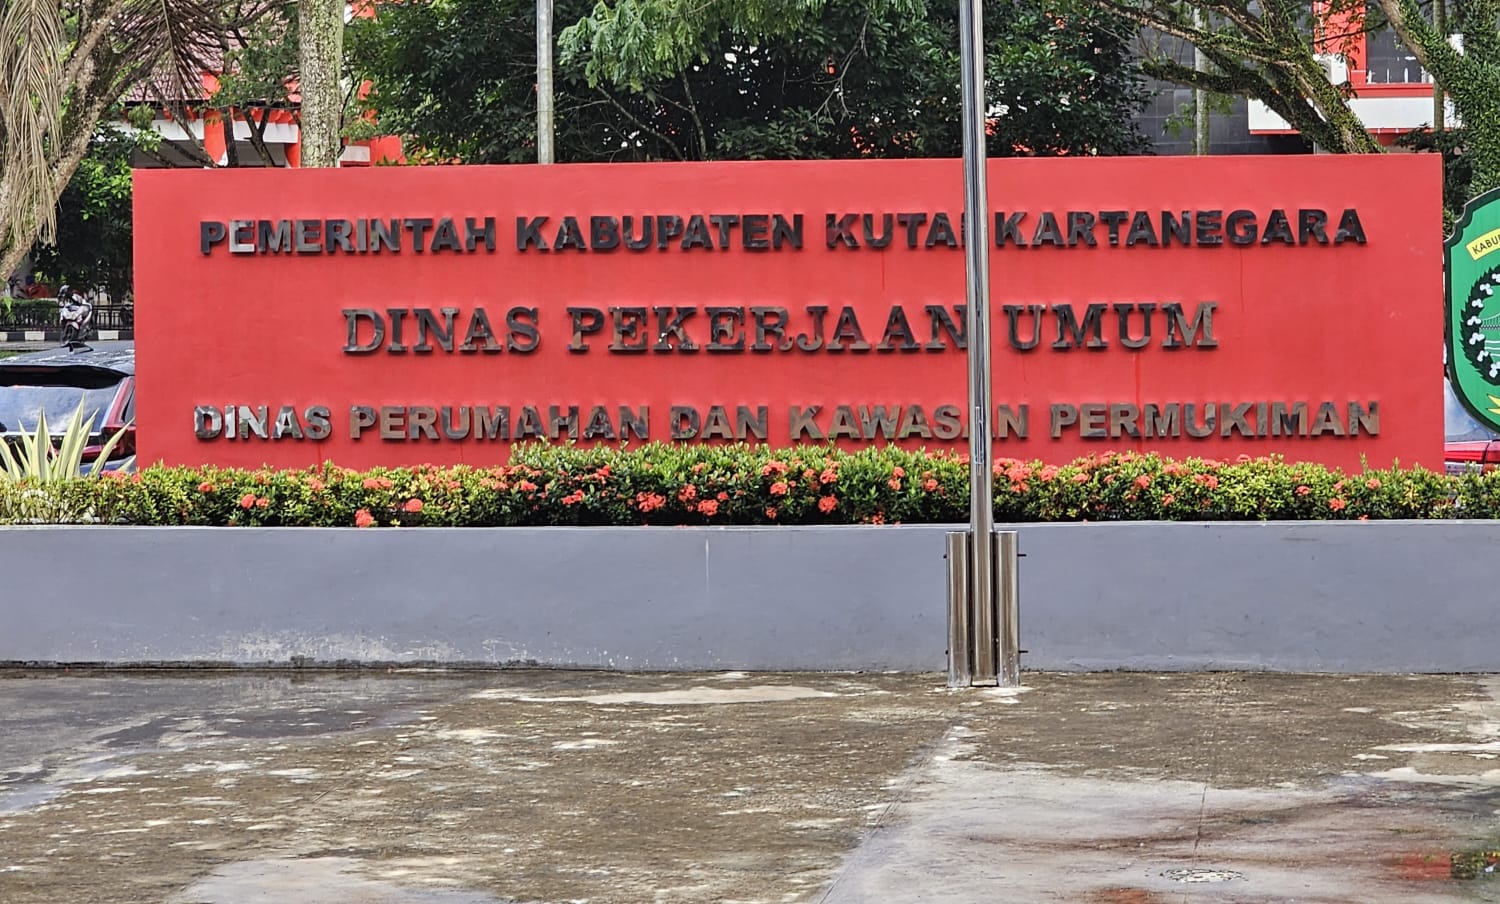 PEMERINTAH KABUPATEN KUTAI KARTANEGARA
DINAS PEKERJAAN UMUM
DINAS PERUMAHAN DAN KAWASAN PERMUKIMAN